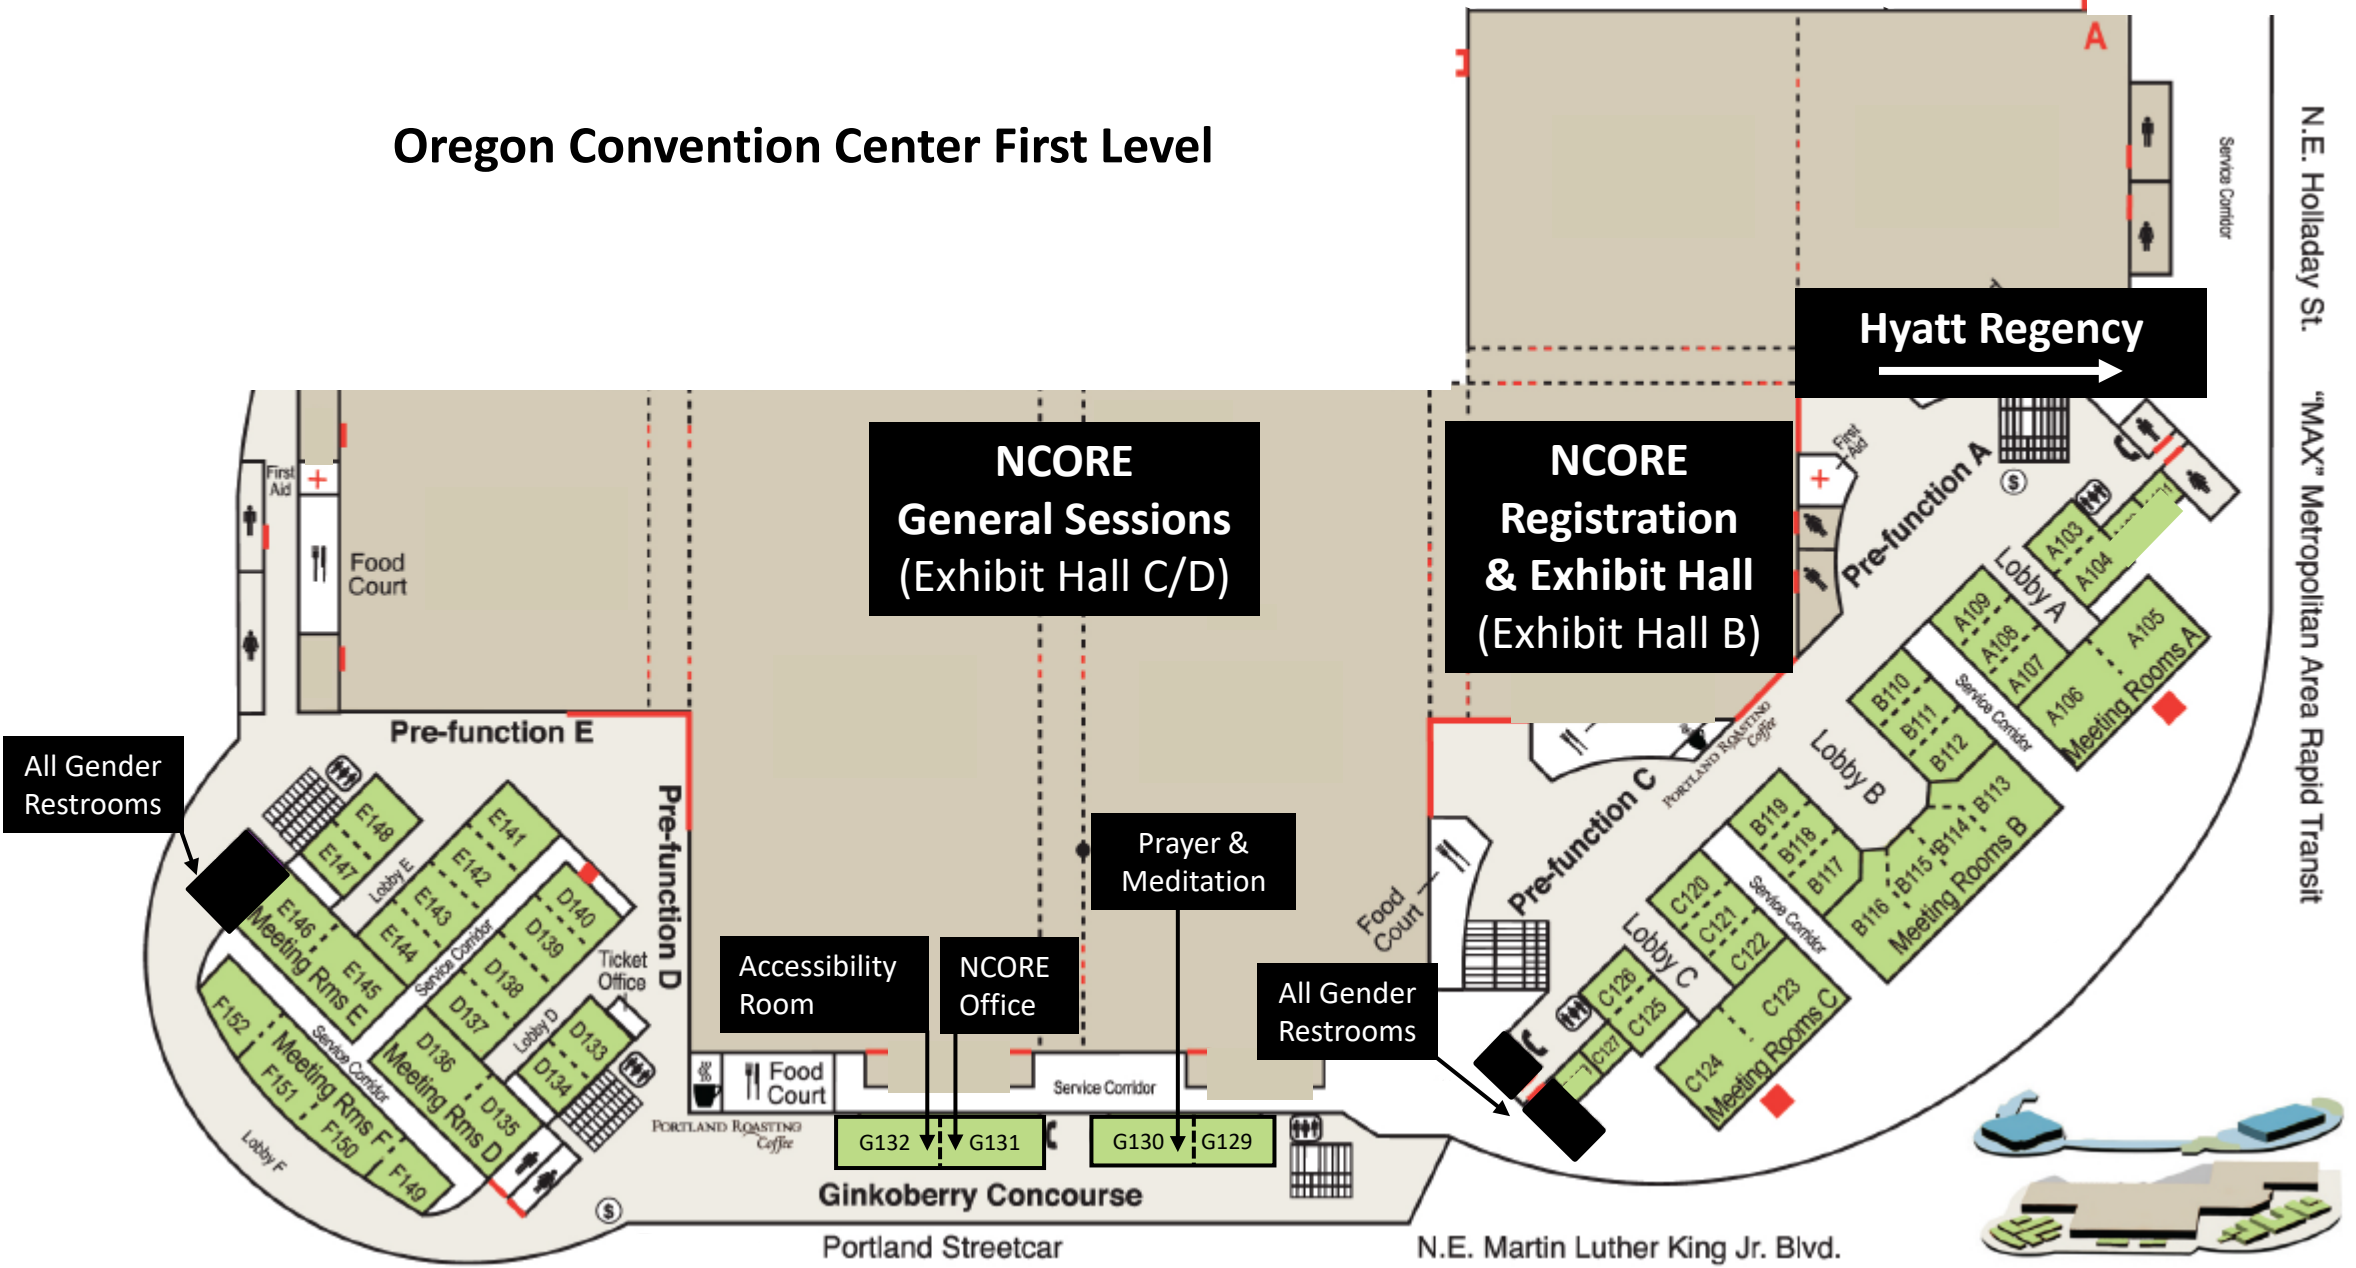 A
Oregon Convention Center First Level
Service Corridor
N.E. Holladay St.
"MAX" Metropolitan Area Rapid Transit
Hyatt Regency
NCORE
General Sessions
(Exhibit Hall C/D)
NCORE
Registration
& Exhibit Hall
(Exhibit Hall B)
First
Aid
Food
Court
First
Aid
Pre-function A
$
A103
A104
Lobby A
A109
A108
A107
A105
A106
Meeting Rooms A
Service Corridor
B110
B111
B112
Lobby B
B113
B114
B115
B116
Meeting Rooms B
B119
B118
B117
Service Corridor
PORTLAND ROASTING
Coffee
Pre-function C
Food
Court
C120
C121
C122
Lobby C
C123
C124
Meeting Rooms C
C126
C125
C127
All Gender
Restrooms
Pre-function E
Pre-function D
All Gender
Restrooms
E148
E147
Lobby E
E141
E142
E143
E144
E146
E145
Meeting Rms E
Service Corridor
D140
D139
D138
D137
Ticket
Office
Lobby D
D133
D134
D136
D135
Meeting Rms D
Service Corridor
F152
F151
F150
F149
Meeting Rms F
Lobby F
Prayer &
Meditation
Accessibility
Room
NCORE
Office
Food
Court
Service Corridor
PORTLAND ROASTING
Coffee
G132
G131
G130
G129
$
Ginkoberry Concourse
Portland Streetcar
N.E. Martin Luther King Jr. Blvd.